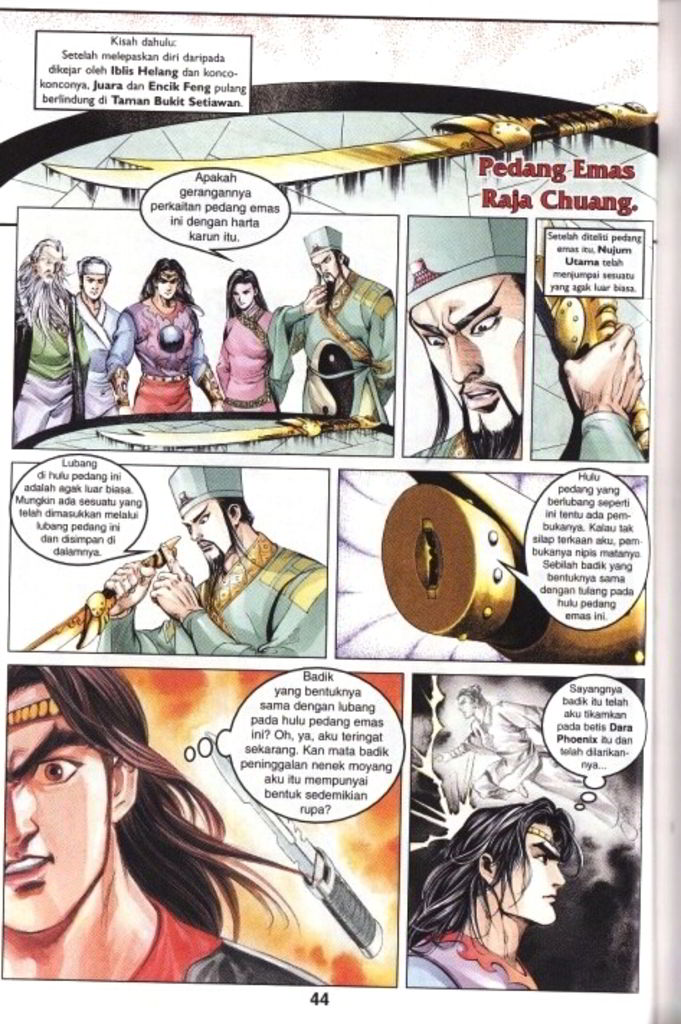 Kisah dahulu:
Setelah melepaskan diri daripada
dikejar oleh Iblis Helang dan konco-
konconya, Juara dan Encik Feng pulang
berlindung di Taman Bukit Setiawan.
Pedang Emas
Raja Chuang.
Apakah
gerangannya
perkaitan pedang emas
ini dengan harta
karun itu.
Setelah diteliti pedang
emas itu, Nujum
Utama telah
menjumpai sesuatu
yang agak luar biasa.
Lubang
di hulu pedang ini
adalah agak luar biasa.
Mungkin ada sesuatu yang
telah dimasukkan melalui
lubang pedang ini
dan disimpan di
dalamnya.
Hulu
pedang yang
berlubang seperti
ini tentu ada pem-
bukanya. Kalau tak
silap terkaan aku, pem-
bukanya nipis matanya.
Sebilah badik yang
bentuknya sama
dengan lubang pada
hulu pedang
emas ini.
Badik
yang bentuknya
sama dengan lubang
pada hulu pedang emas
ini? Oh, ya, aku teringat
sekarang. Kan mata badik
peninggalan nenek moyang
aku itu mempunyai
bentuk sedemikian
rupa?
Sayangnya
badik itu telah
aku tikamkan
pada tubuh Dara
Phoenix itu dan
telah dilarikan-
nya...
44